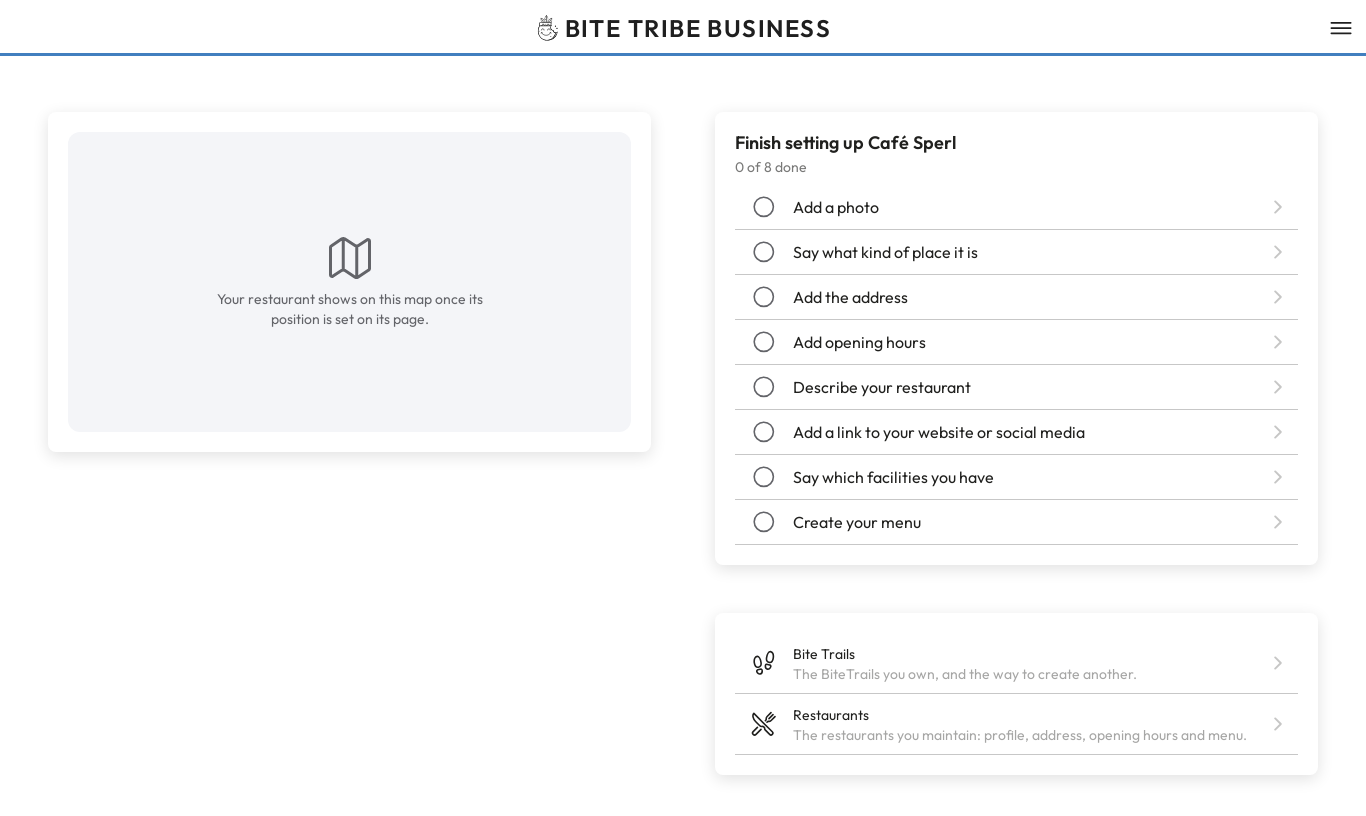 BITE TRIBE BUSINESS
Your restaurant shows on this map once its
position is set on its page.
Finish setting up Café Sperl
0 of 8 done
Add a photo
Say what kind of place it is
Add the address
Add opening hours
Describe your restaurant
Add a link to your website or social media
Say which facilities you have
Create your menu
Bite Trails
The BiteTrails you own, and the way to create another.
Restaurants
The restaurants you maintain: profile, address, opening hours and menu.